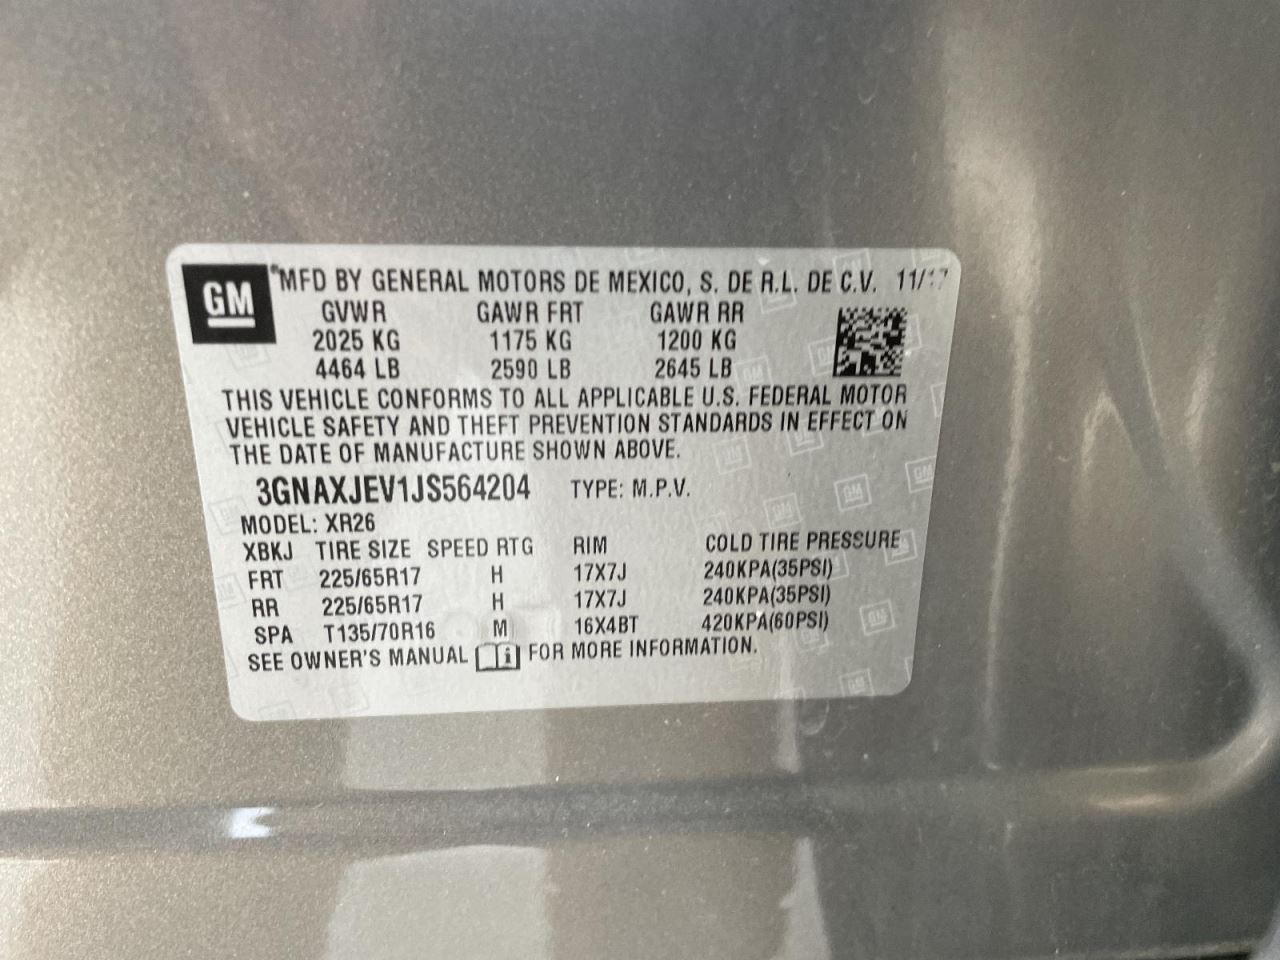 GM
®MFD BY GENERAL MOTORS DE MEXICO, S. DE R.L. DE C.V. 11/17
GVWR GAWR FRT GAWR RR
2025 KG 1175 KG 1200 KG
4464 LB 2590 LB 2645 LB
THIS VEHICLE CONFORMS TO ALL APPLICABLE U.S. FEDERAL MOTOR
VEHICLE SAFETY AND THEFT PREVENTION STANDARDS IN EFFECT ON
THE DATE OF MANUFACTURE SHOWN ABOVE.
3GNAXJEV1JS564204 TYPE: M.P.V.
MODEL: XR26
XBKJ TIRE SIZE SPEED RTG RIM COLD TIRE PRESSURE
FRT 225/65R17 H 17X7J 240KPA(35PSI)
RR 225/65R17 H 17X7J 240KPA(35PSI)
SPA T135/70R16 M 16X4BT 420KPA(60PSI)
SEE OWNER'S MANUAL FOR MORE INFORMATION.